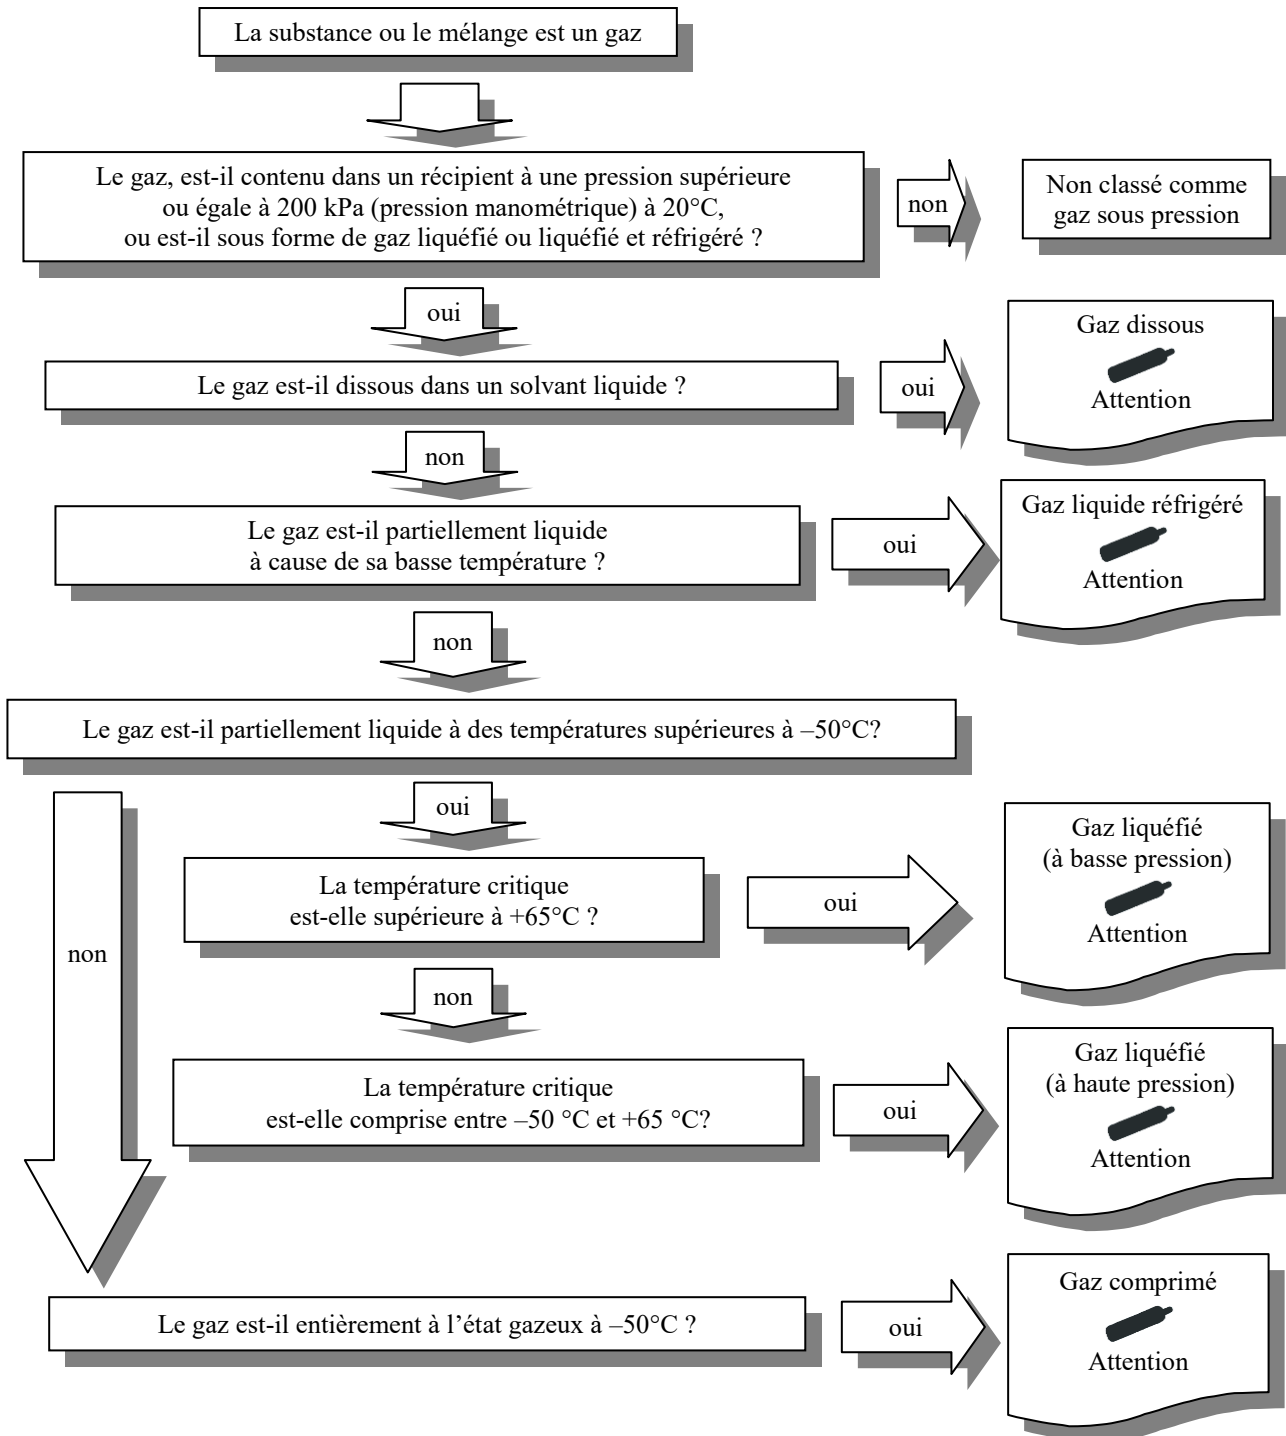 La substance ou le mélange est un gaz
Le gaz, est-il contenu dans un récipient à une pression supérieure
ou égale à 200 kPa (pression manométrique) à 20°C,
ou est-il sous forme de gaz liquéfié ou liquéfié et réfrigéré ?
non
Non classé comme
gaz sous pression
oui
Le gaz est-il dissous dans un solvant liquide ?
oui
Gaz dissous
Attention
non
Le gaz est-il partiellement liquide
à cause de sa basse température ?
oui
Gaz liquide réfrigéré
Attention
non
Le gaz est-il partiellement liquide à des températures supérieures à –50°C?
oui
La température critique
est-elle supérieure à +65°C ?
oui
Gaz liquéfié
(à basse pression)
Attention
non
non
La température critique
est-elle comprise entre –50 °C et +65 °C?
oui
Gaz liquéfié
(à haute pression)
Attention
Le gaz est-il entièrement à l’état gazeux à –50°C ?
oui
Gaz comprimé
Attention